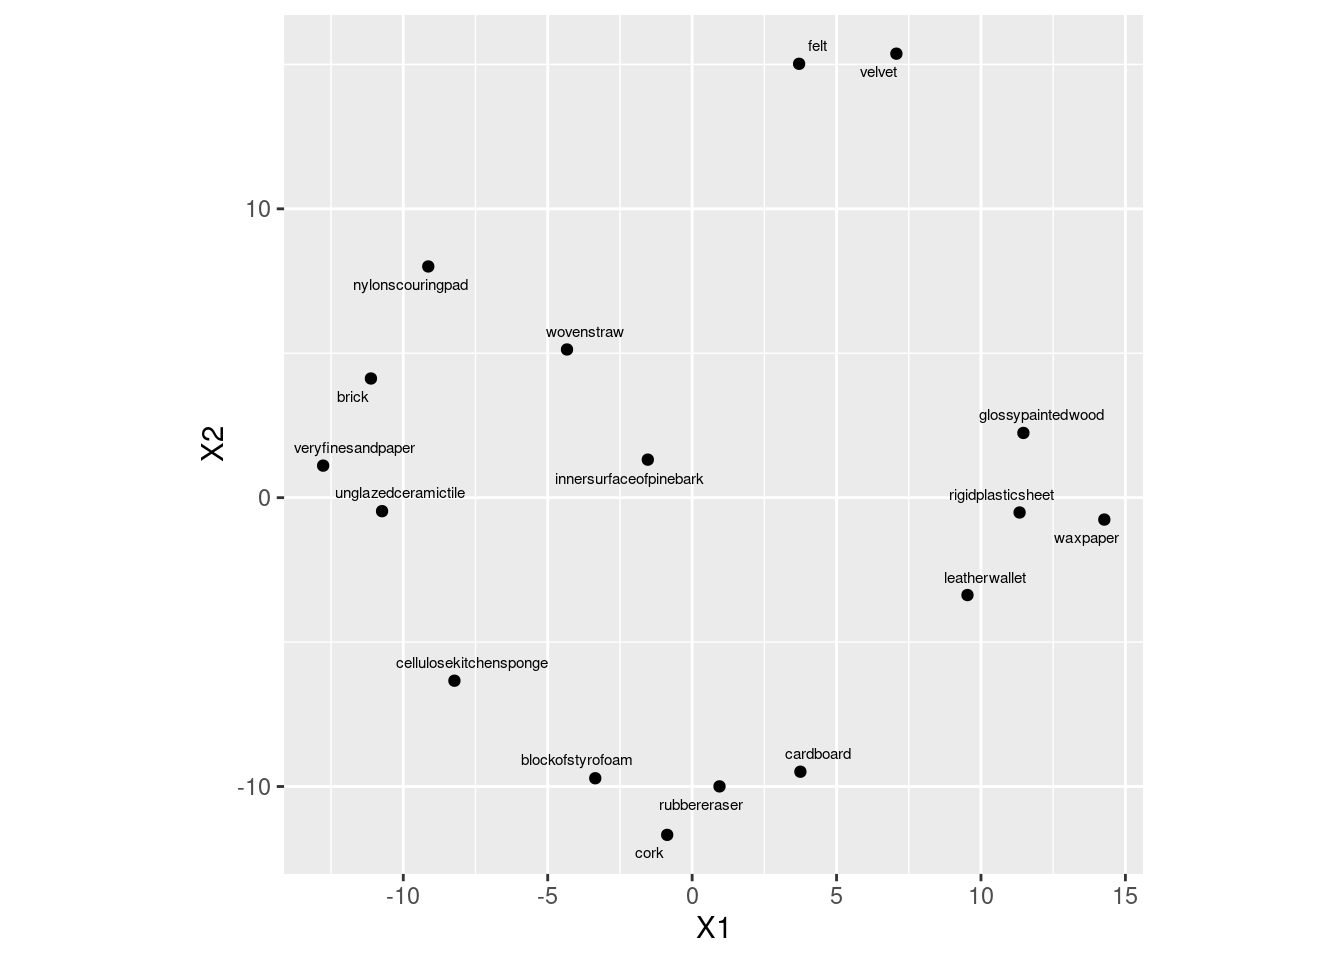 felt
velvet
10
nylonscouringpad
wovenstraw
brick
glossypaintedwood
X2
veryfinesandpaper
innersurfaceofpinebark
unglazedceramictile
0
rigidplasticsheet
waxpaper
leatherwallet
cellulosekitchensponge
blockofstyrofoam
cardboard
-10
rubbereraser
cork
-10 -5 0 5 10 15
X1